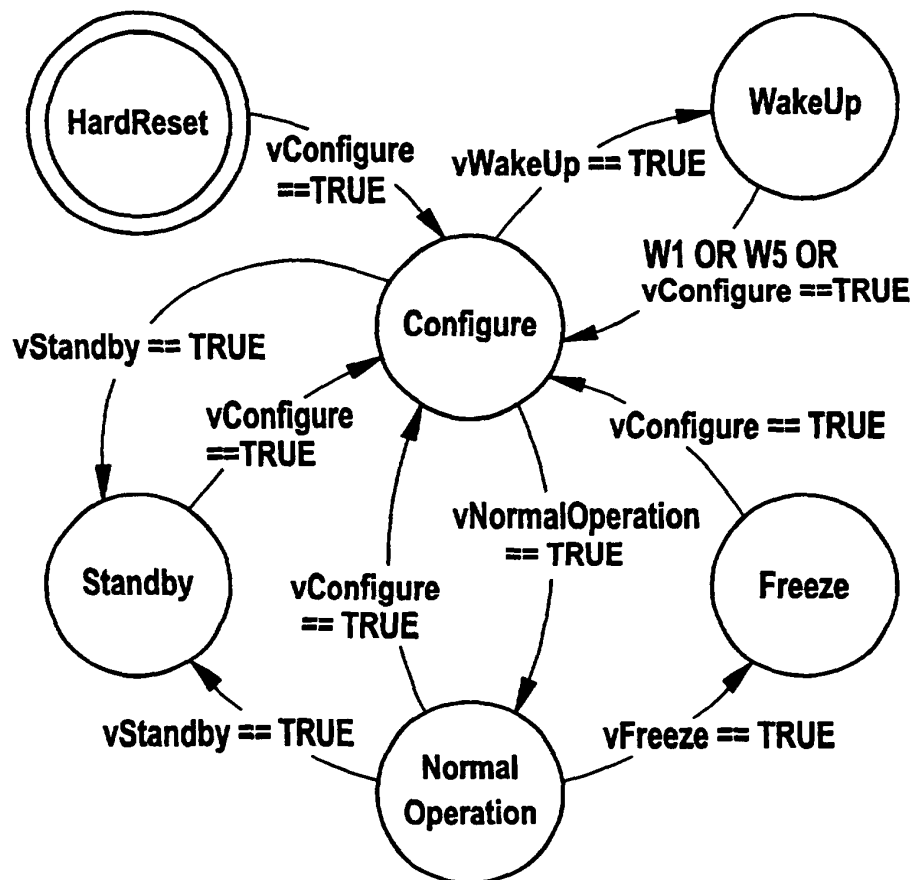 HardReset
WakeUp
vConfigure
==TRUE
vWakeUp == TRUE
W1 OR W5 OR
vConfigure ==TRUE
Configure
vStandby == TRUE
vConfigure
==TRUE
vConfigure == TRUE
vNormalOperation
== TRUE
Standby
vConfigure
== TRUE
Freeze
vStandby == TRUE
vFreeze == TRUE
Normal
Operation